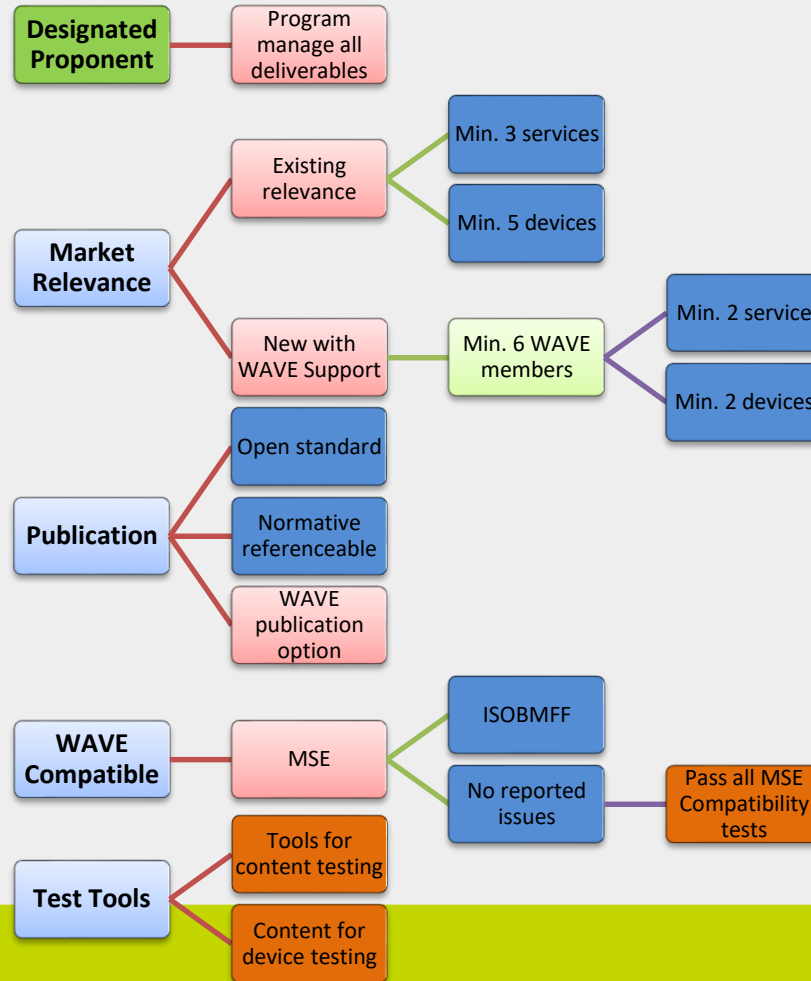 Designated
Proponent
Program
manage all
deliverables
Market
Relevance
Existing
relevance
Min. 3 services
Min. 5 devices
New with
WAVE Support
Min. 6 WAVE
members
Min. 2 service
Min. 2 devices
Publication
Open standard
Normative
referenceable
WAVE
publication
option
WAVE
Compatible
MSE
ISOBMFF
No reported
issues
Pass all MSE
Compatibility
tests
Test Tools
Tools for
content testing
Content for
device testing